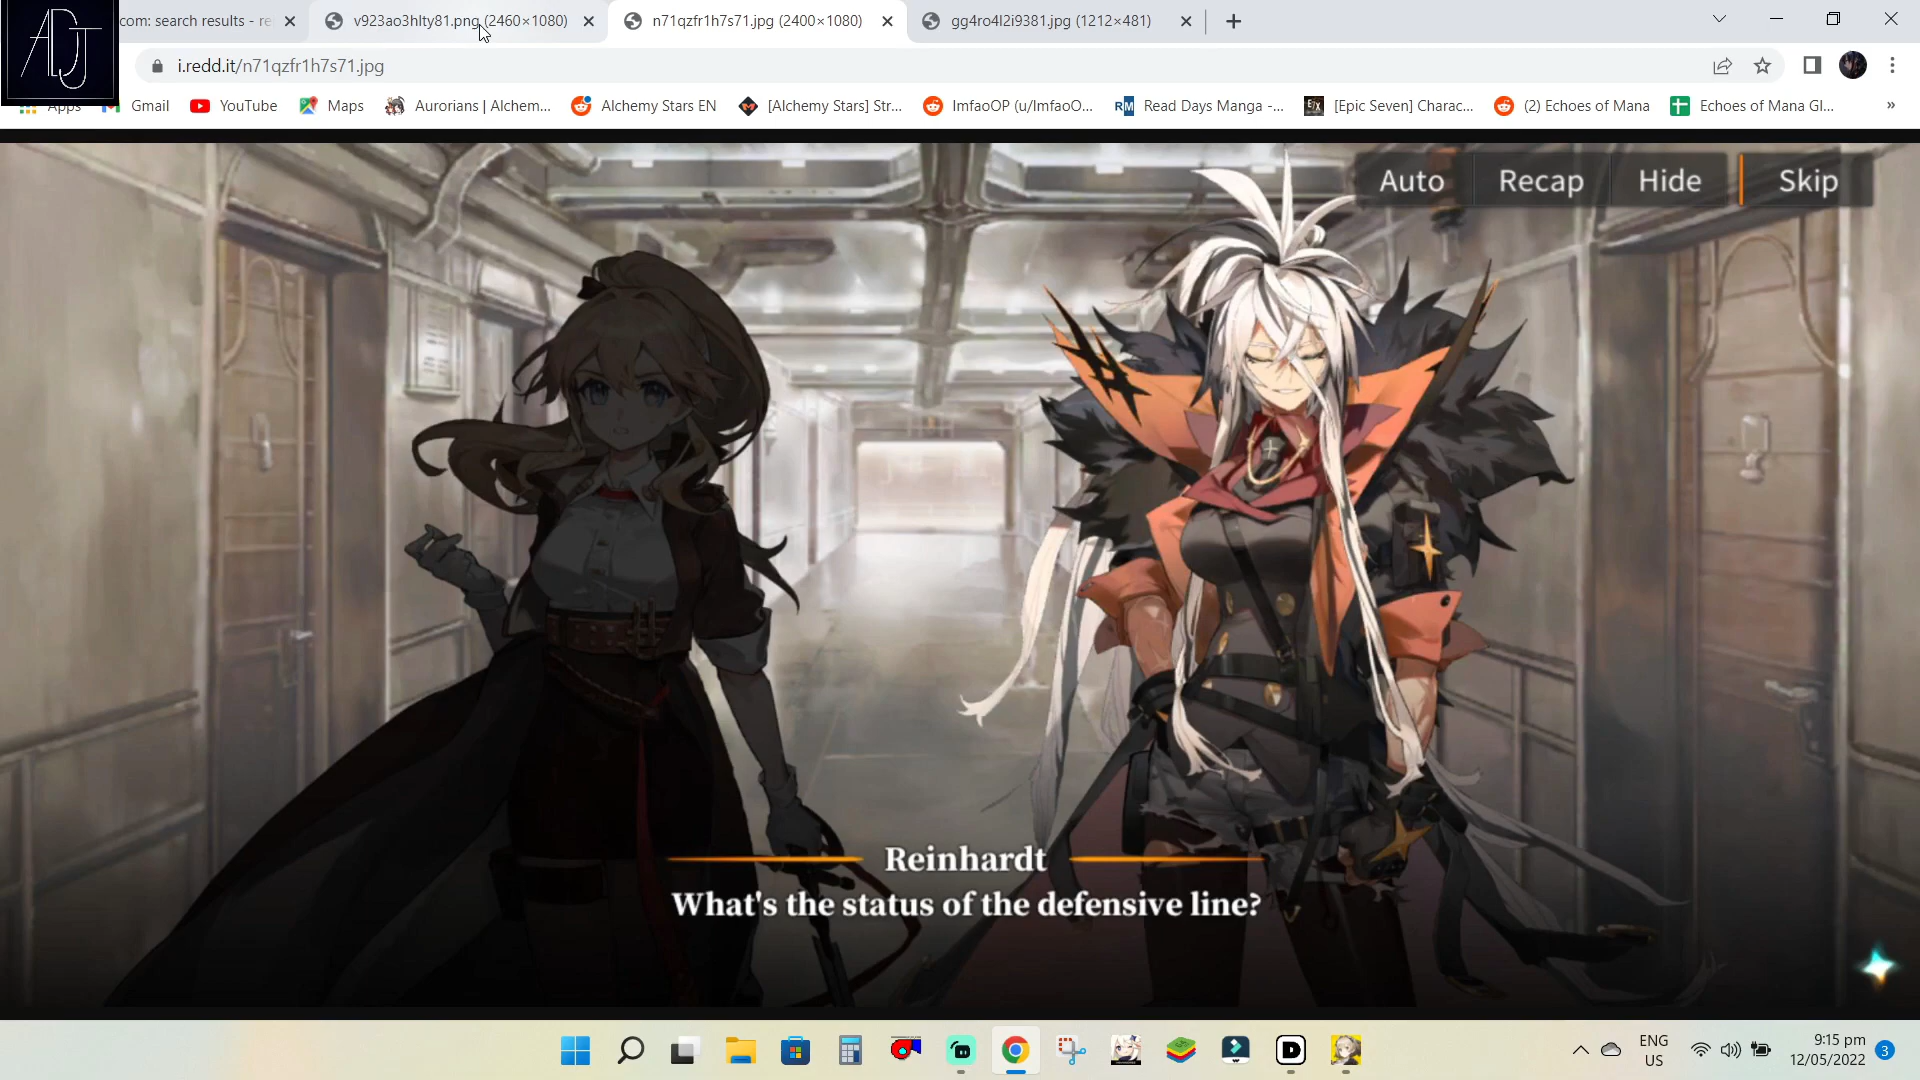 com: search results - re
v923ao3hlty81.png (2460×1080)
n71qzfr1h7s71.jpg (2400×1080)
gg4ro4l2i9381.jpg (1212×481)
ADJ
i.redd.it/n71qzfr1h7s71.jpg
Apps
Gmail
YouTube
Maps
Aurorians | Alchem...
Alchemy Stars EN
[Alchemy Stars] Str...
ImfaoOP (u/ImfaoO...
Read Days Manga -...
[Epic Seven] Charac...
(2) Echoes of Mana
Echoes of Mana Gl...
»
Auto
Recap
Hide
Skip
Reinhardt
What's the status of the defensive line?
ENG
US
9:15 pm
12/05/2022
3